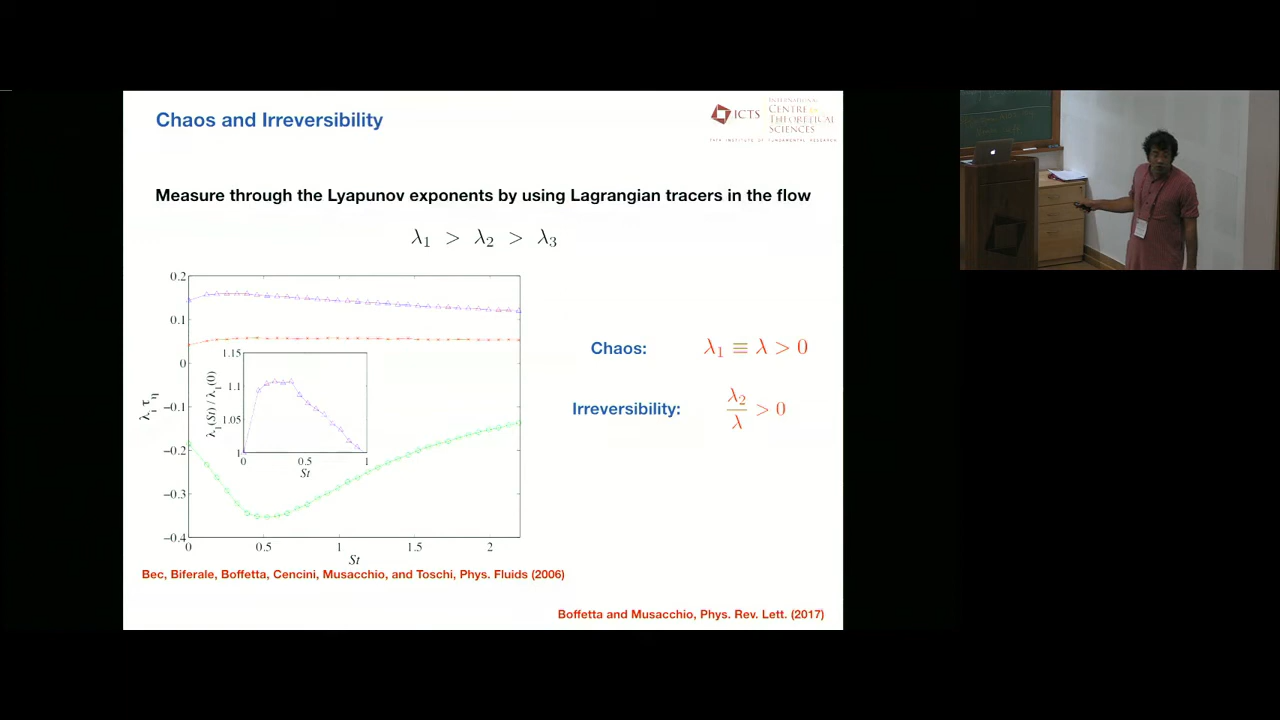 Chaos and Irreversibility
ICTS
INTERNATIONAL
CENTRE for
THEORETICAL
SCIENCES
TATA INSTITUTE OF FUNDAMENTAL RESEARCH
Measure through the Lyapunov exponents by using Lagrangian tracers in the flow
λ₁ > λ₂ > λ₃
0.2
0.1
0
−0.1
−0.2
−0.3
−0.4
λᵢ τ_η
0
0.5
1
1.5
2
St
1.15
1.1
1.05
1
λ₁(St) / λ₁(0)
0
0.5
1
St
Chaos: λ₁ ≡ λ > 0
Irreversibility: λ₂/λ > 0
Bec, Biferale, Boffetta, Cencini, Musacchio, and Toschi, Phys. Fluids (2006)
Boffetta and Musacchio, Phys. Rev. Lett. (2017)